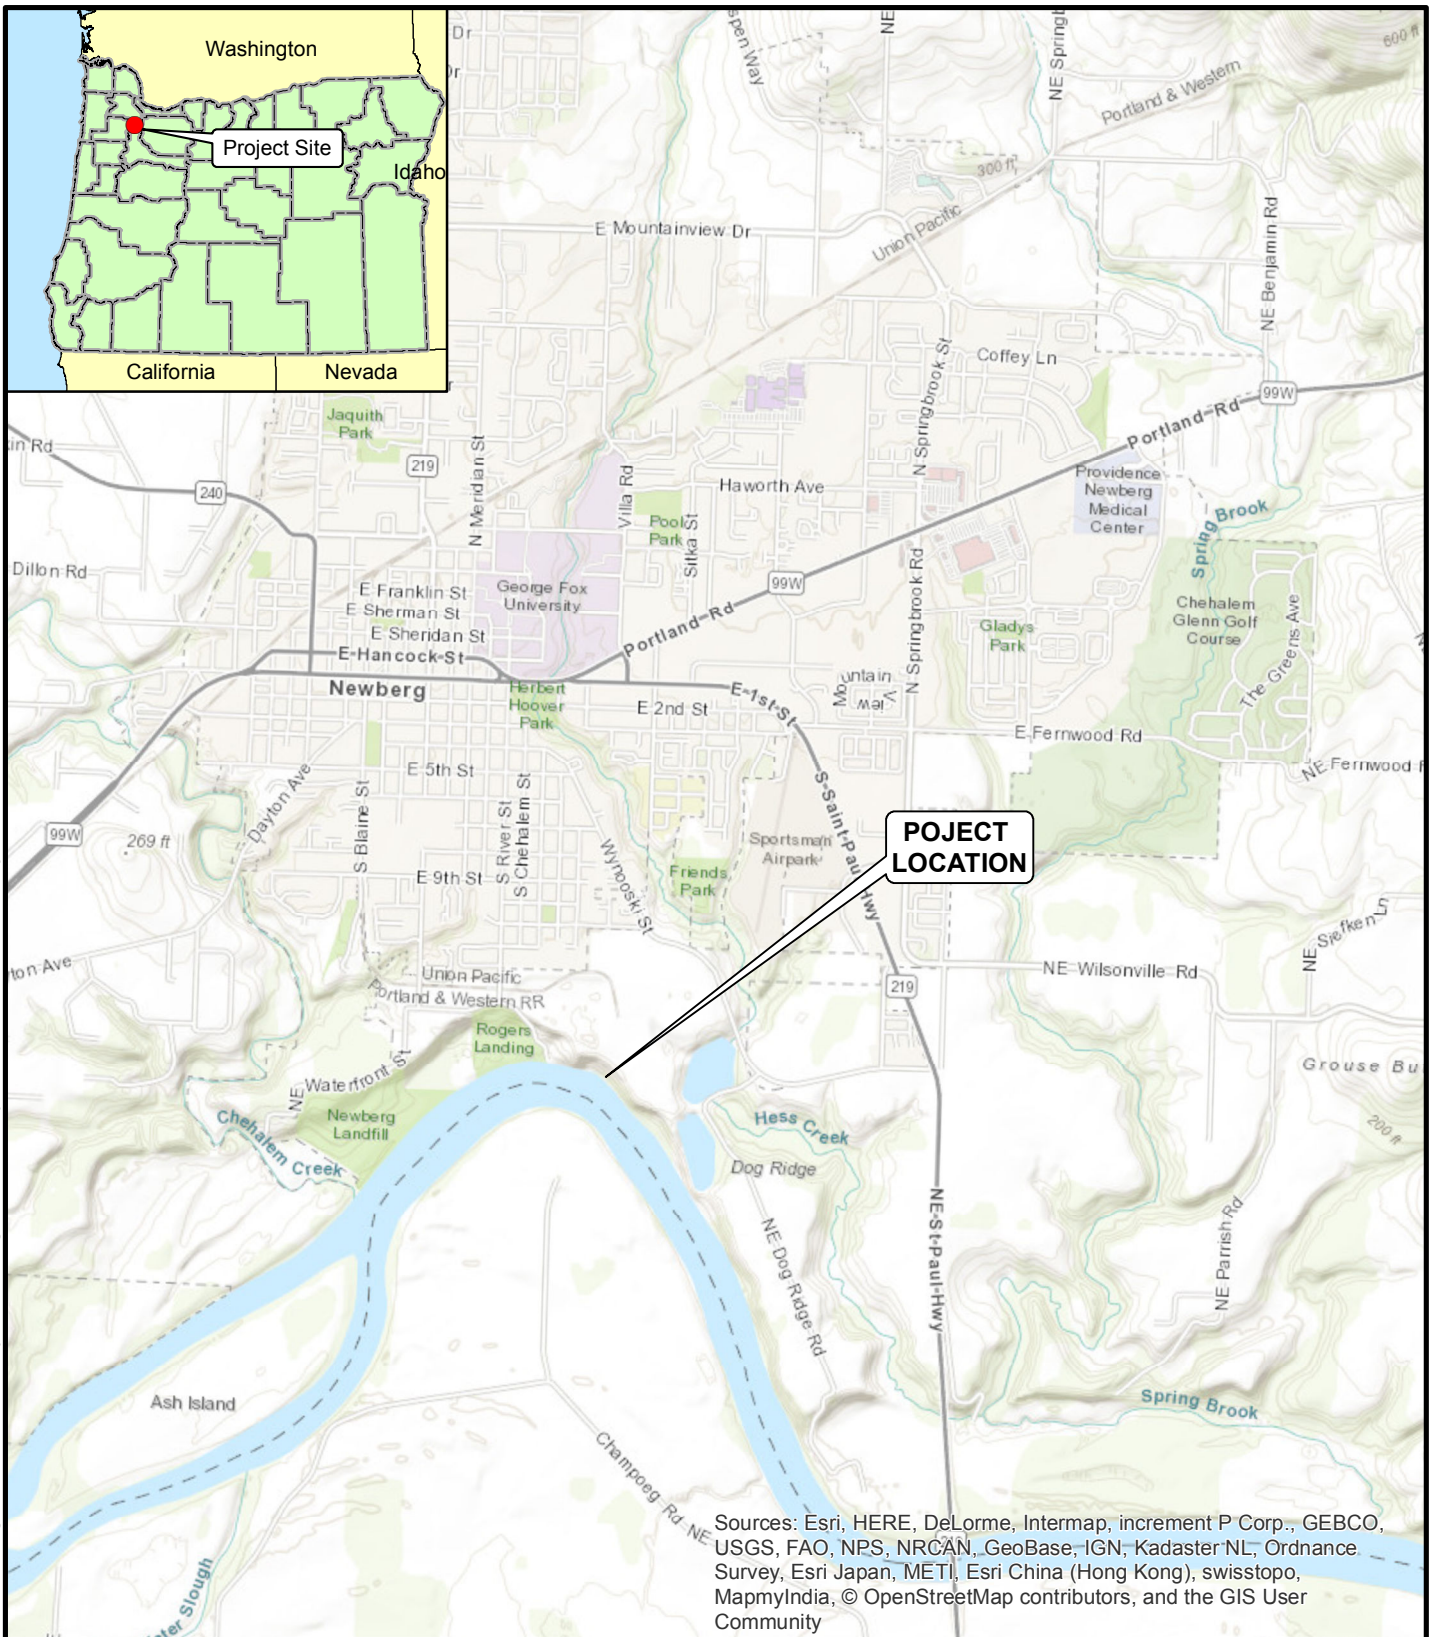 Washington
Project Site
Idaho
California
Nevada
Dr
NE
NE Springb
600 ft
Portland & Western
300 ft
Union Pacific
E Mountainview Dr
NE Benjamin Rd
Coffey Ln
N Springbrook St
99W
Portland Rd
Jaquith
Park
219
N Meridian St
240
Villa Rd
Haworth Ave
Pool
Park
Sitka St
Providence
Newberg
Medical
Center
Spring Brook
Dillon Rd
E Franklin St
E Sherman St
E Sheridan St
E Hancock St
George Fox
University
99W
Portland Rd
N Springbrook Rd
Gladys
Park
Chehalem
Glenn Golf
Course
The Greens Ave
Newberg
Herbert
Hoover
Park
E 2nd St
E 1st St
Mountain
View
E Fernwood Rd
NE Fernwood
E 5th St
Dayton Ave
S Blaine St
S River St
S Chehalem St
99W
269 ft
E 9th St
Wynooski St
Friends
Park
Sportsman
Airpark
S Saint Paul Hwy
POJECT
LOCATION
NE Siefken Ln
ton Ave
Union Pacific
Portland & Western RR
NE Wilsonville Rd
219
Rogers
Landing
NE Waterfront St
Newberg
Landfill
Chehalem Creek
Hess Creek
Dog Ridge
Grouse Bu
200 ft
NE Dog Ridge Rd
NE St Paul Hwy
NE Parrish Rd
Ash Island
Spring Brook
Champoeg Rd NE
219
Sources: Esri, HERE, DeLorme, Intermap, increment P Corp., GEBCO,
USGS, FAO, NPS, NRCAN, GeoBase, IGN, Kadaster NL, Ordnance
Survey, Esri Japan, METI, Esri China (Hong Kong), swisstopo,
MapmyIndia, © OpenStreetMap contributors, and the GIS User
Community